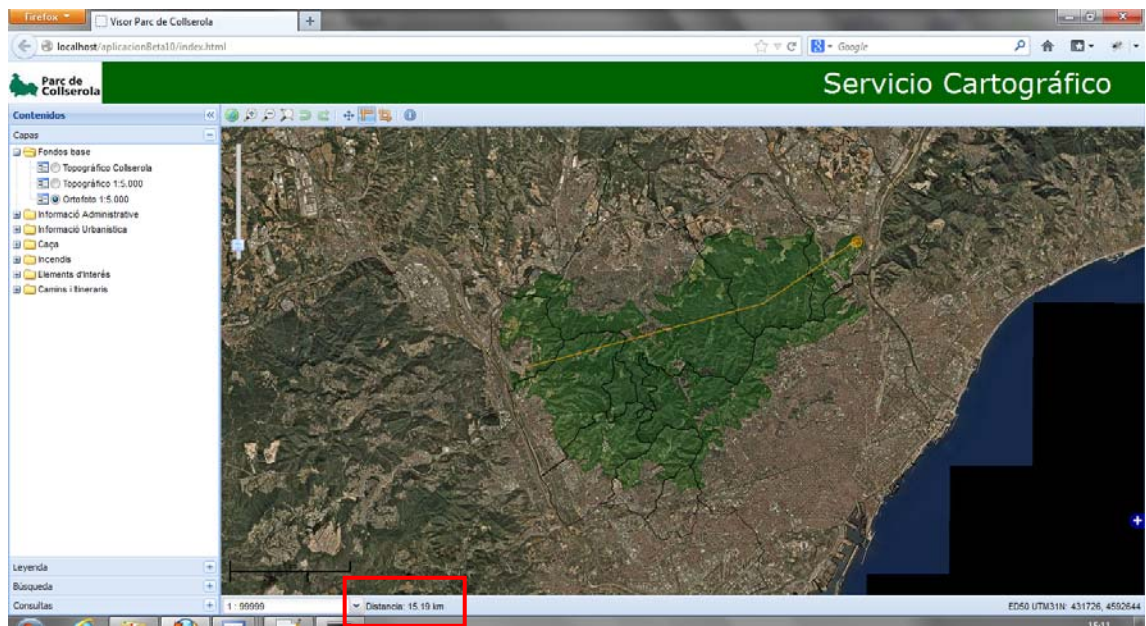 Firefox
Visor Parc de Collserola
localhost/aplicacionBeta10/index.html
Google
Parc de
Collserola
Servicio Cartográfico
Contenidos
Capas
Fondos base
Topográfico Collserola
Topográfico 1:5.000
Ortofoto 1:5.000
Informació Administrative
Informació Urbanística
Caça
Incendis
Elements d'Interés
Camins i Itineraris
Leyenda
Búsqueda
Consultas
1 : 99999
Distancia: 15.19 km
ED50 UTM31N: 431726, 4592644
15:11